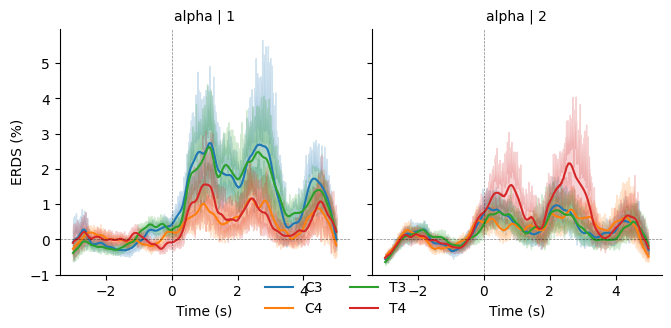 alpha | 1
alpha | 2
5
4
3
2
1
0
−1
ERDS (%)
−2 0 2 4
−2 0 2 4
Time (s)
Time (s)
C3 T3
C4 T4